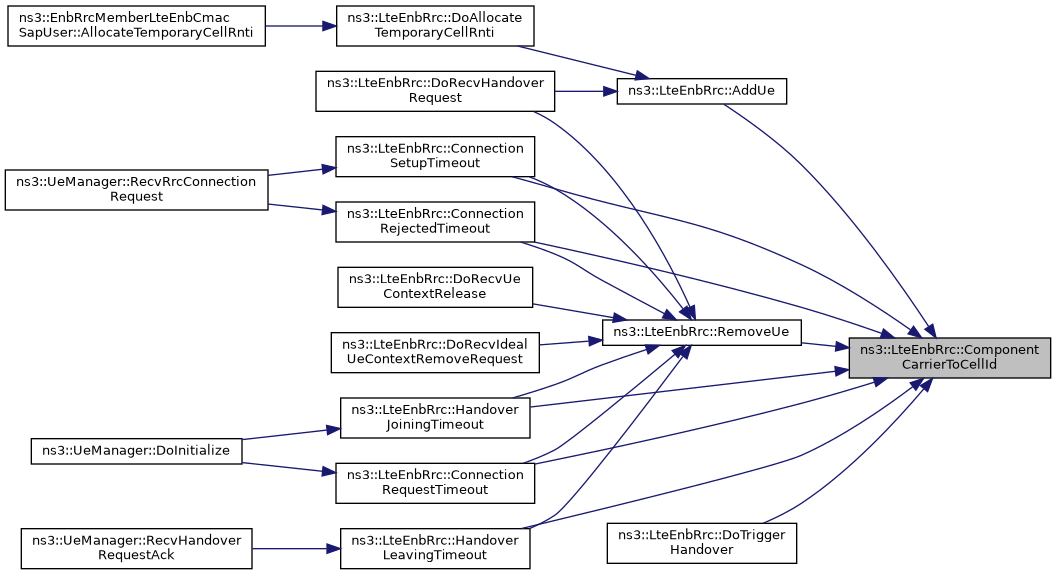 ns3::EnbRrcMemberLteEnbCmac
SapUser::AllocateTemporaryCellRnti
ns3::LteEnbRrc::DoAllocate
TemporaryCellRnti
ns3::LteEnbRrc::DoRecvHandover
Request
ns3::LteEnbRrc::AddUe
ns3::LteEnbRrc::Connection
SetupTimeout
ns3::UeManager::RecvRrcConnection
Request
ns3::LteEnbRrc::Connection
RejectedTimeout
ns3::LteEnbRrc::DoRecvUe
ContextRelease
ns3::LteEnbRrc::RemoveUe
ns3::LteEnbRrc::DoRecvIdeal
UeContextRemoveRequest
ns3::LteEnbRrc::Component
CarrierToCellId
ns3::LteEnbRrc::Handover
JoiningTimeout
ns3::UeManager::DoInitialize
ns3::LteEnbRrc::Connection
RequestTimeout
ns3::UeManager::RecvHandover
RequestAck
ns3::LteEnbRrc::Handover
LeavingTimeout
ns3::LteEnbRrc::DoTrigger
Handover